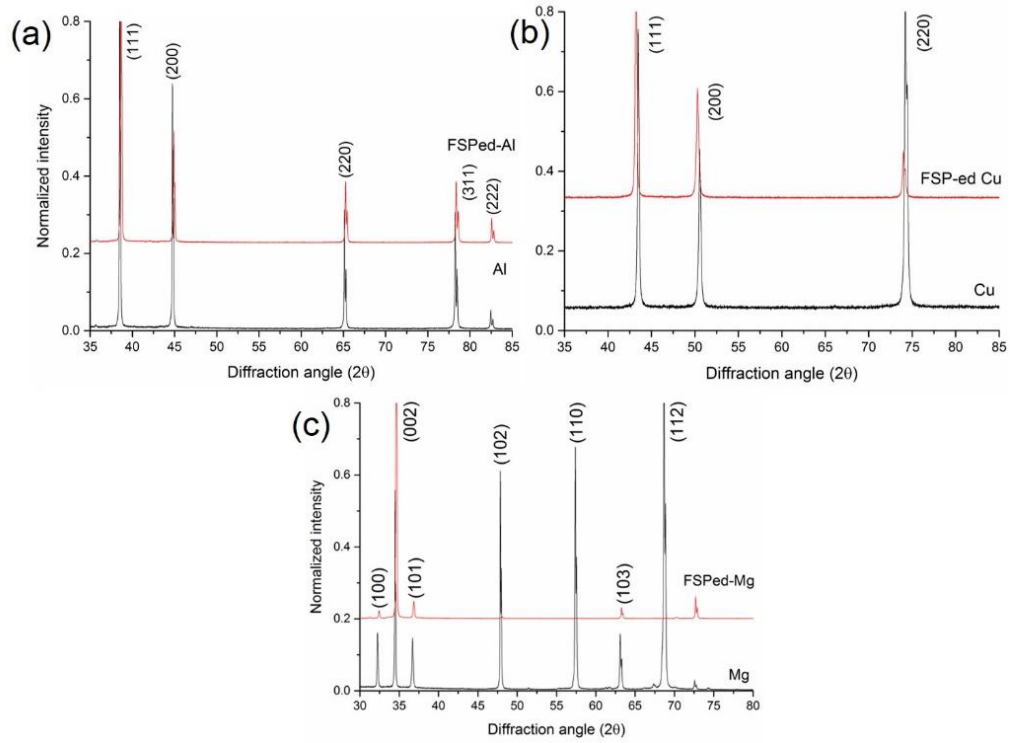 (a)
0.8
0.6
0.4
0.2
0.0
Normalized intensity
(111)
(200)
(220)
(311)
(222)
FSPed-Al
Al
35 40 45 50 55 60 65 70 75 80 85
Diffraction angle (2θ)
(b)
0.8
0.6
0.4
0.2
0.0
Normalized intensity
(111)
(200)
(220)
FSP-ed Cu
Cu
35 40 45 50 55 60 65 70 75 80 85
Diffraction angle (2θ)
(c)
0.8
0.6
0.4
0.2
0.0
Normalized intensity
(100)
(002)
(101)
(102)
(110)
(103)
(112)
FSPed-Mg
Mg
30 35 40 45 50 55 60 65 70 75 80
Diffraction angle (2θ)